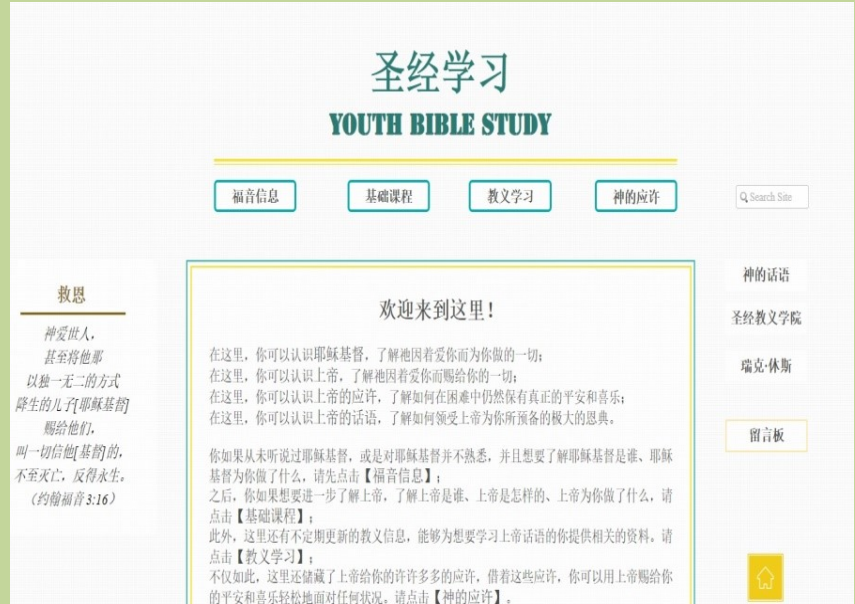 圣经学习
YOUTH BIBLE STUDY
福音信息
基础课程
教义学习
神的应许
Search Site
救恩
神爱世人，
甚至将他那
以独一无二的方式
降生的儿子[耶稣基督]
赐给他们，
叫一切信他[基督]的，
不至灭亡，反得永生。
（约翰福音 3:16）
欢迎来到这里！
在这里，你可以认识耶稣基督，了解祂因着爱你而为你做的一切；
在这里，你可以认识上帝，了解祂因着爱你而赐给你的一切；
在这里，你可以认识上帝的应许，了解如何在困难中仍然保有真正的平安和喜乐；
在这里，你可以认识上帝的话语，了解如何领受上帝为你所预备的极大的恩典。
你如果从未听说过耶稣基督，或是对耶稣基督并不熟悉，并且想要了解耶稣基督是谁、耶稣
基督为你做了什么，请先点击【福音信息】；
之后，你如果想要进一步了解上帝，了解上帝是谁、上帝是怎样的、上帝为你做了什么，请
点击【基础课程】；
此外，这里还有不定期更新的教义信息，能够为想要学习上帝话语的你提供相关的资料。请
点击【教义学习】；
不仅如此，这里还储藏了上帝给你的许许多多的应许，借着这些应许，你可以用上帝赐给你
的平安和喜乐轻松地面对任何状况。请点击【神的应许】。
神的话语
圣经教义学院
瑞克·休斯
留言板